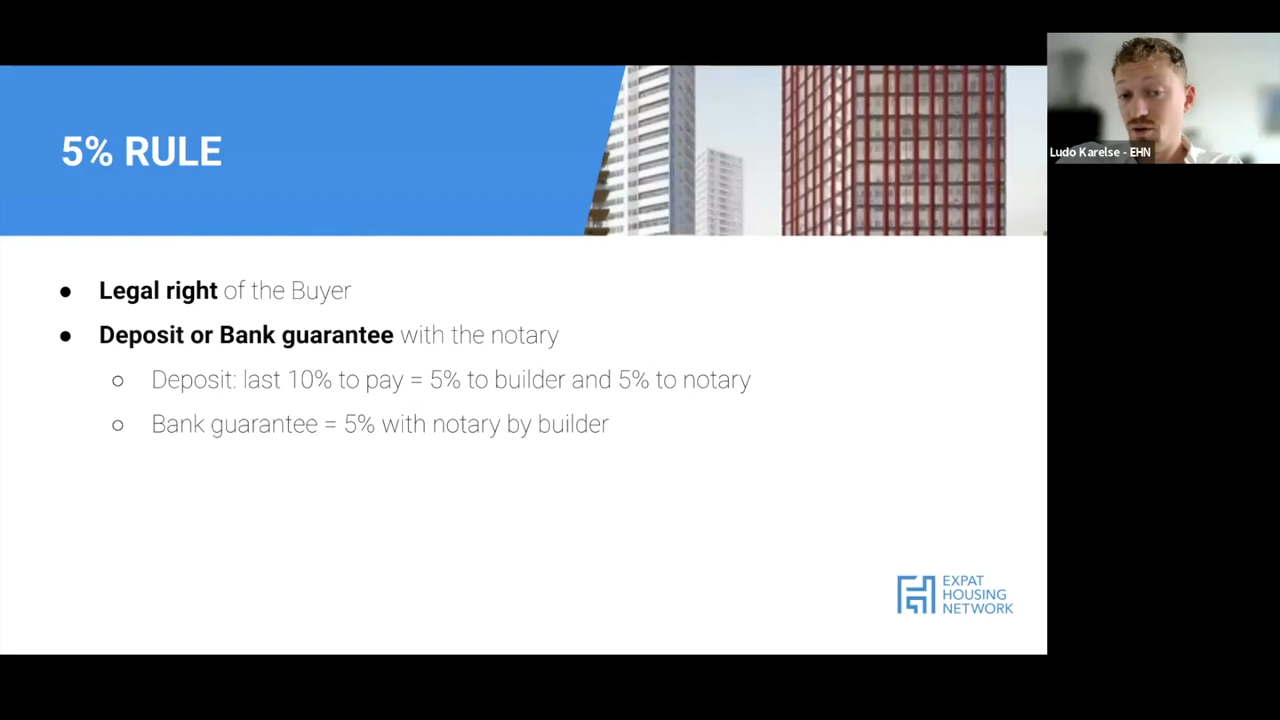 5% RULE
● Legal right of the Buyer
● Deposit or Bank guarantee with the notary
○ Deposit: last 10% to pay = 5% to builder and 5% to notary
○ Bank guarantee = 5% with notary by builder
EXPAT
HOUSING
NETWORK
Ludo Karelse - EHN